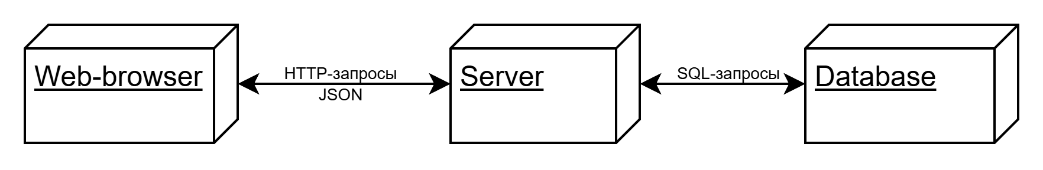 Web-browser
HTTP-запросы
JSON
Server
SQL-запросы
Database